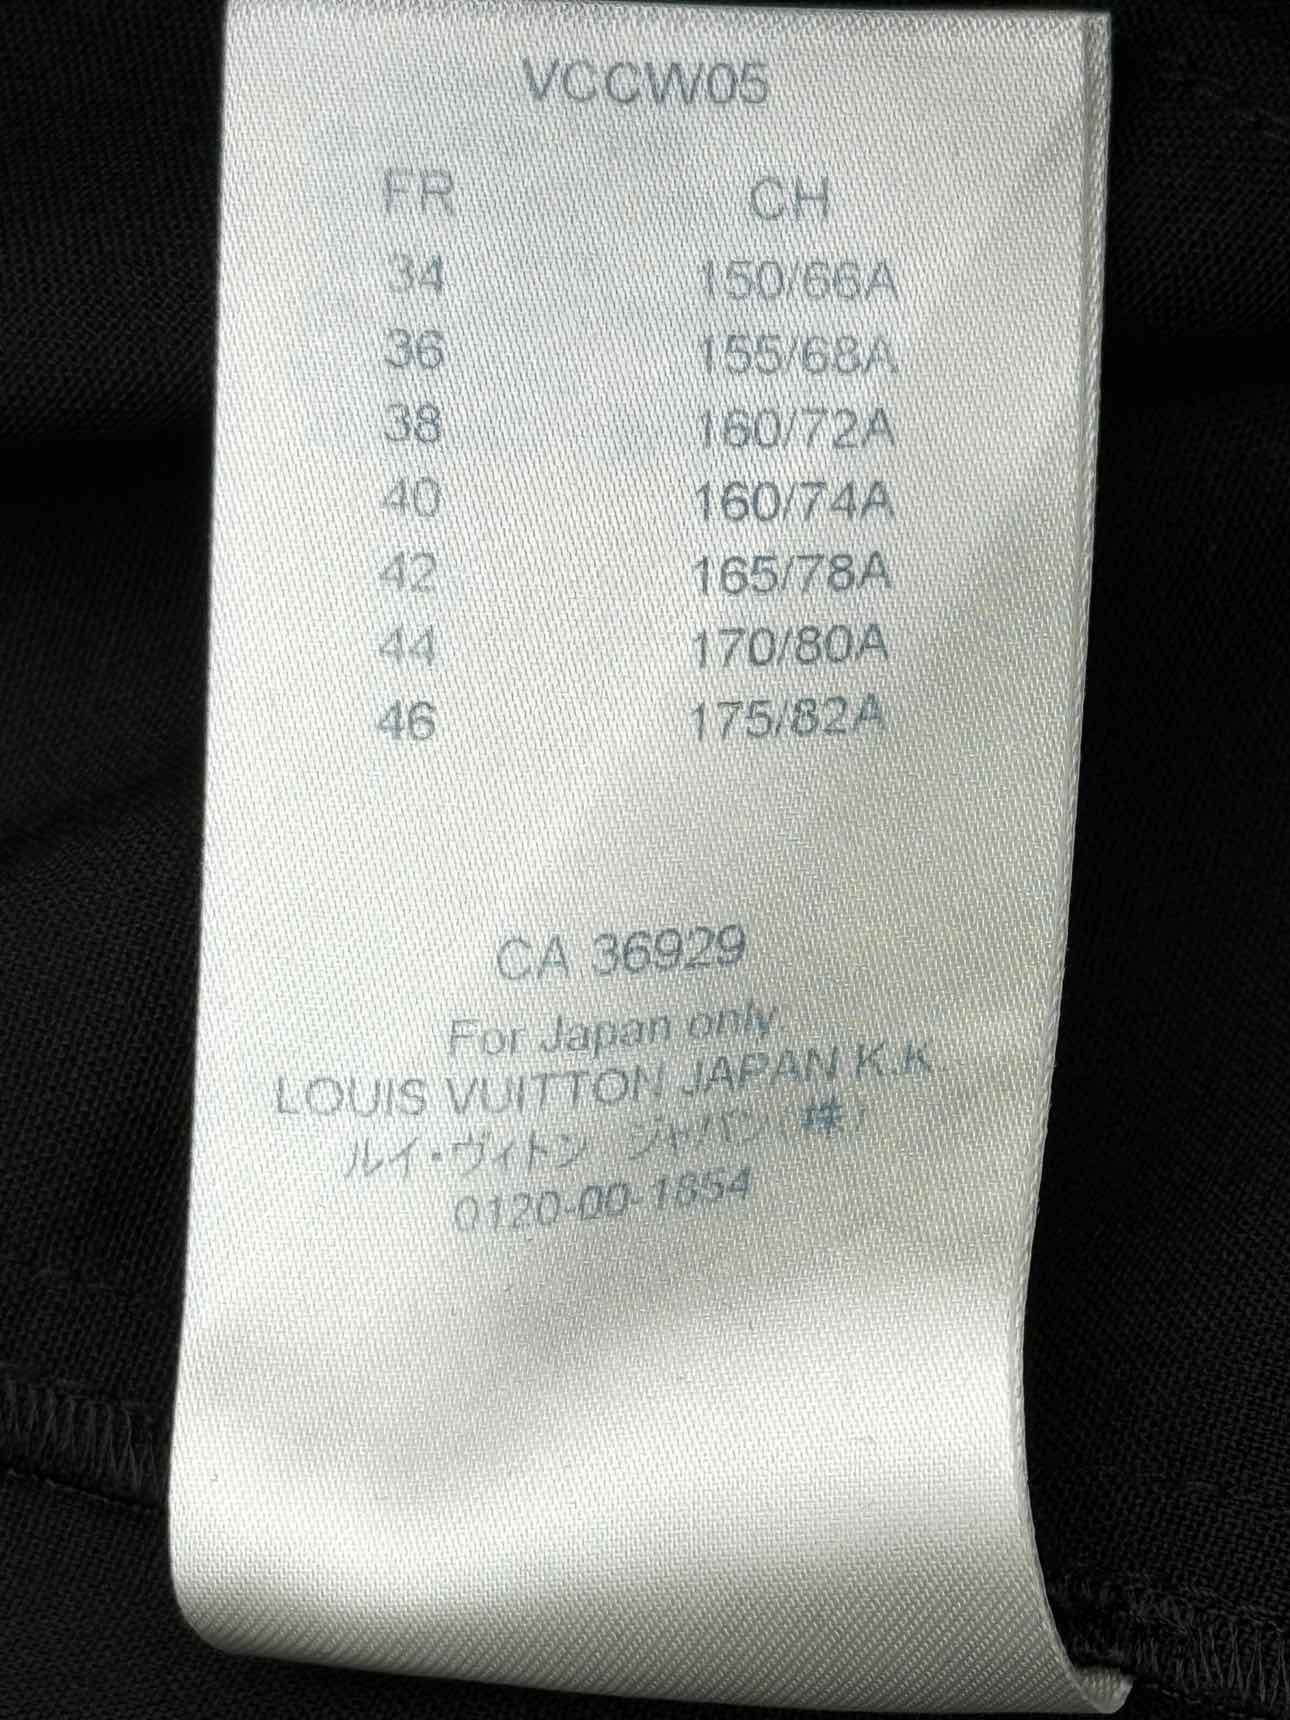 VCCW05
FR CH
34 150/66A
36 155/68A
38 160/72A
40 160/74A
42 165/78A
44 170/80A
46 175/82A
CA 36929
For Japan only
LOUIS VUITTON JAPAN K.K.
ルイ・ヴィトン ジャパン(株)
0120-00-1854